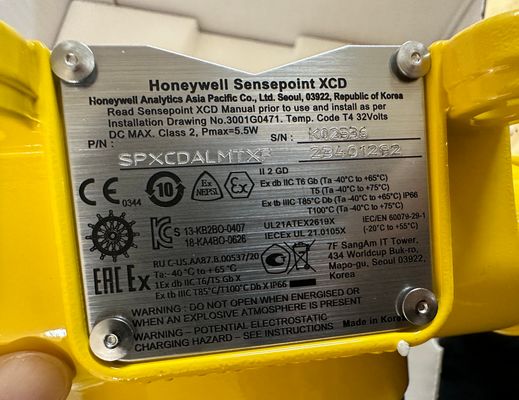 Honeywell Sensepoint XCD
Honeywell Analytics Asia Pacific Co., Ltd. Seoul, 03922, Republic of Korea
Read Sensepoint XCD Manual prior to use and install as per
Installation Drawing No.3001G0471. Temp. Code T4 32Volts
DC MAX. Class 2, Pmax=5.5W
S/N :
P/N :
SPXCDALMTX
0344
10
Ex
NEPSI
II 2 GD
Ex db IIC T6 Gb (Ta -40°C to +65°C)
T5 (Ta -40°C to +75°C)
Ex tb IIIC T85°C Db (Ta -40°C to +65°C) IP66
T100°C (Ta -40°C to +75°C)
S 13-KB2BO-0407
18-KA4BO-0626
UL21ATEX2619X
IECEx UL 21.0105X
IEC/EN 60079-29-1
(-20°C to +55°C)
EAC Ex
RU C-US.AA87.B.00537/20
Ta: -40°C to +65°C
1Ex db IIC T6/T5 Gb X
Ex tb IIIC T85°C/T100°C Db X IP66
7F SangAm IT Tower,
434 Worldcup Buk-ro,
Mapo-gu, Seoul 03922,
Korea
WARNING : DO NOT OPEN WHEN ENERGISED OR
WHEN AN EXPLOSIVE ATMOSPHERE IS PRESENT
WARNING – POTENTIAL ELECTROSTATIC
CHARGING HAZARD – SEE INSTRUCTIONS
Made in Korea